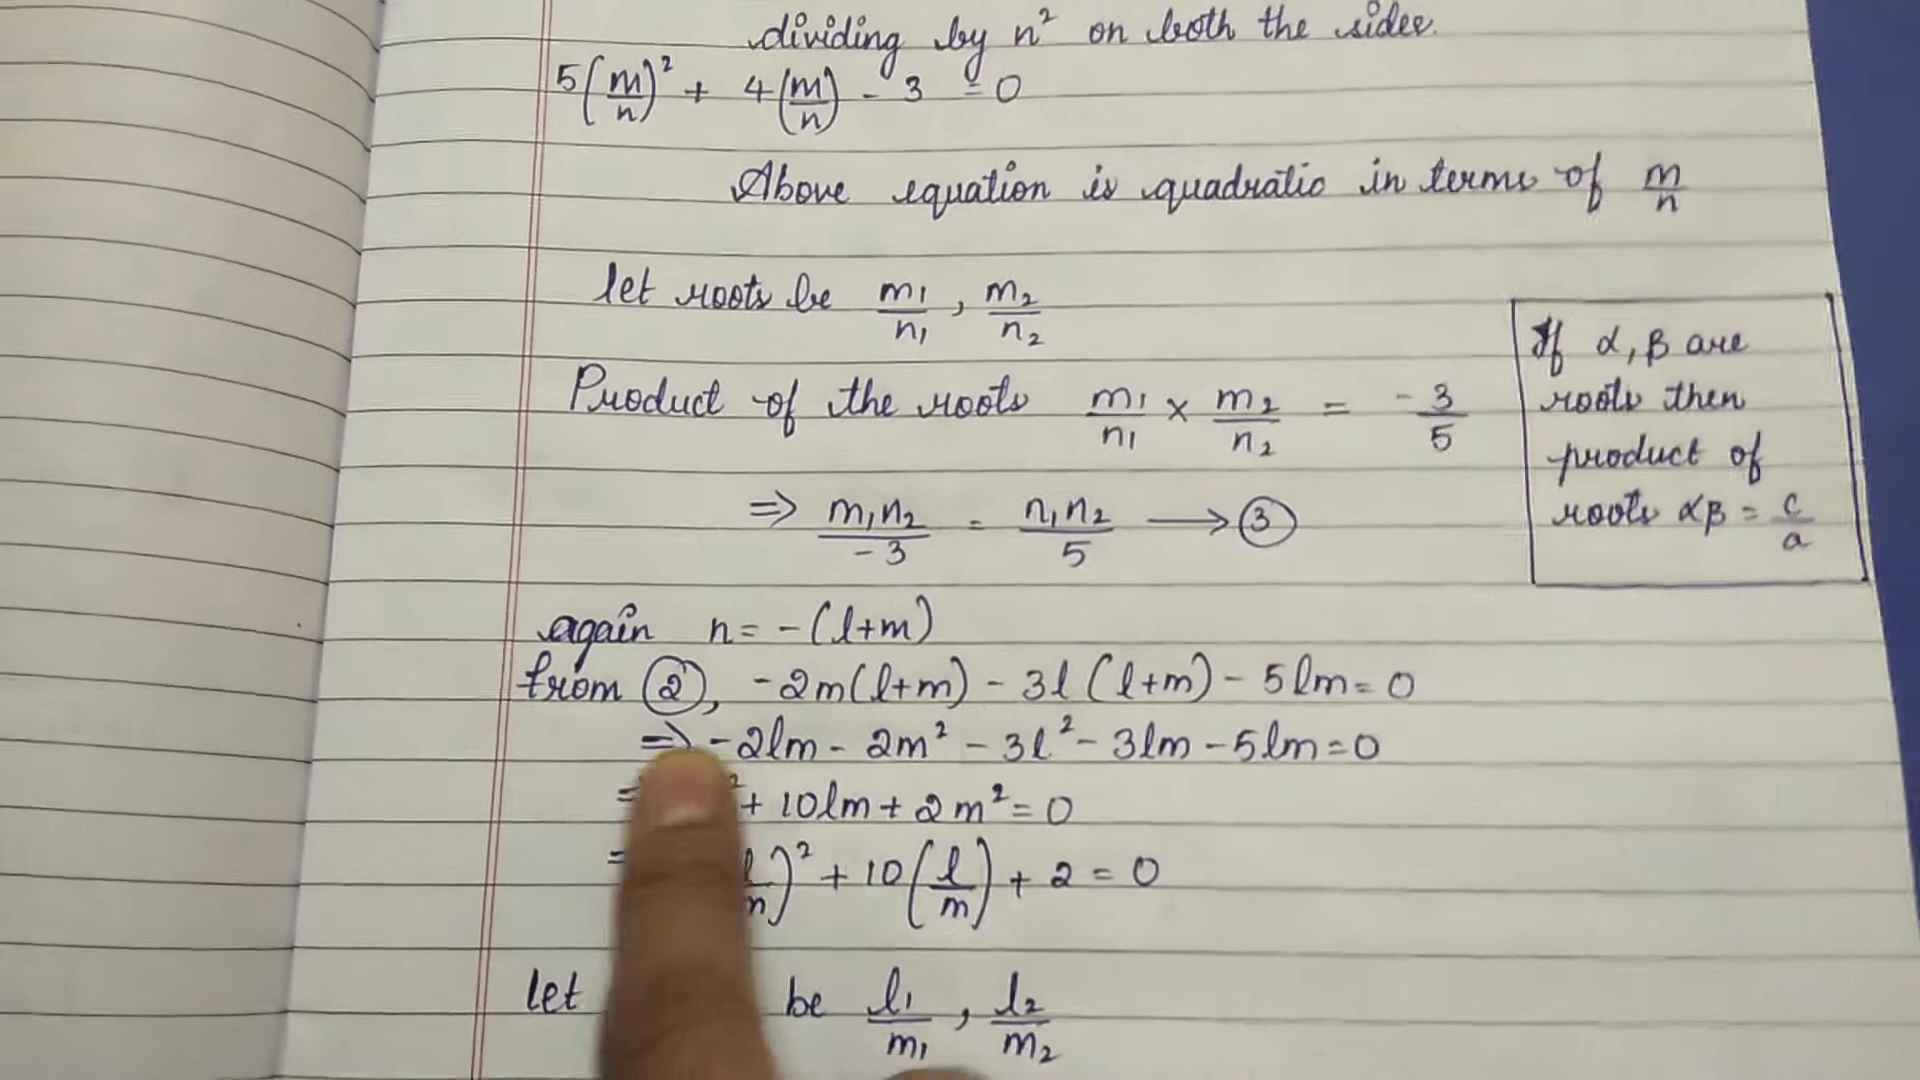 dividing by n² on both the sides.
5(m/n)² + 4(m/n) - 3 = 0
Above equation is quadratic in terms of m/n
let roots be m₁/n₁ , m₂/n₂
Product of the roots m₁/n₁ × m₂/n₂ = -3/5
⇒ m₁n₂/-3 = n₁n₂/5 → ③
If α, β are
roots then
product of
roots αβ = c/a
again n = -(l+m)
from ②, -2m(l+m) - 3l(l+m) - 5lm = 0
⇒ -2lm - 2m² - 3l² - 3lm - 5lm = 0
² + 10lm + 2m² = 0
)² + 10(l/m) + 2 = 0
let be l₁/m₁ , l₂/m₂